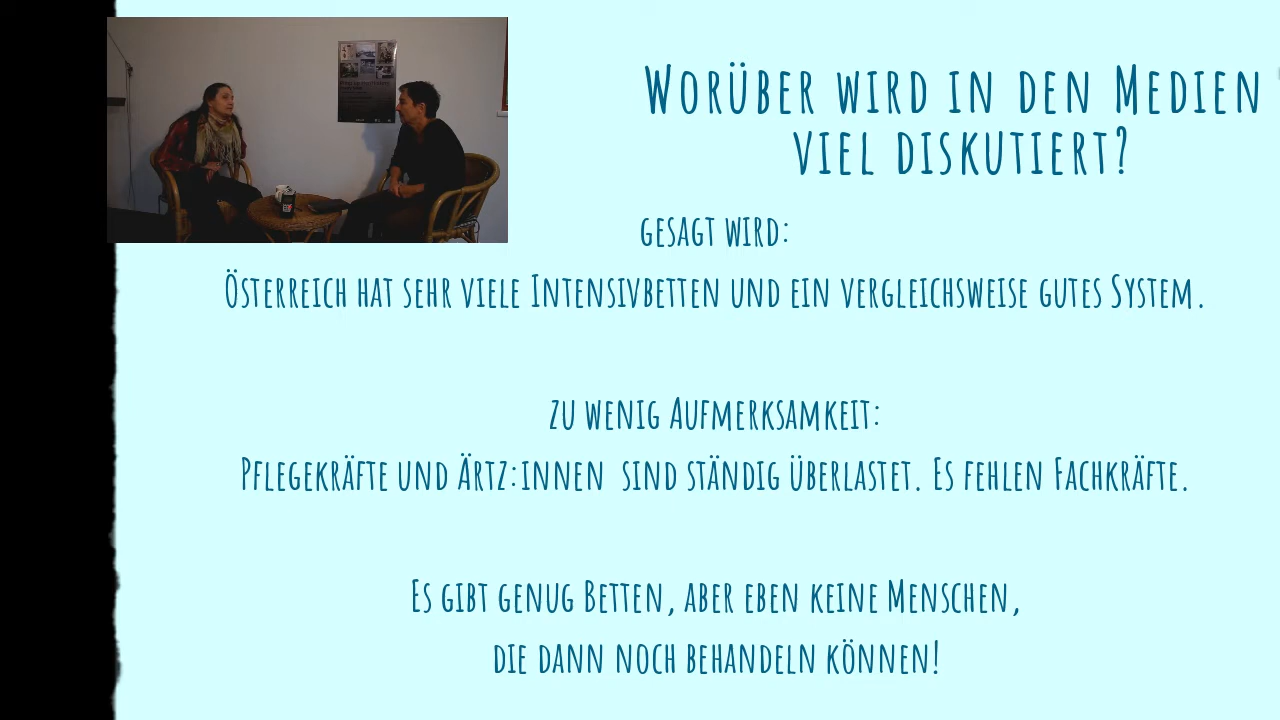 Worüber wird in den Medien
viel diskutiert?
gesagt wird:
Österreich hat sehr viele Intensivbetten und ein vergleichsweise gutes System.
zu wenig Aufmerksamkeit:
Pflegekräfte und Ärtz:innen sind ständig überlastet. Es fehlen Fachkräfte.
Es gibt genug Betten, aber eben keine Menschen,
die dann noch behandeln können!